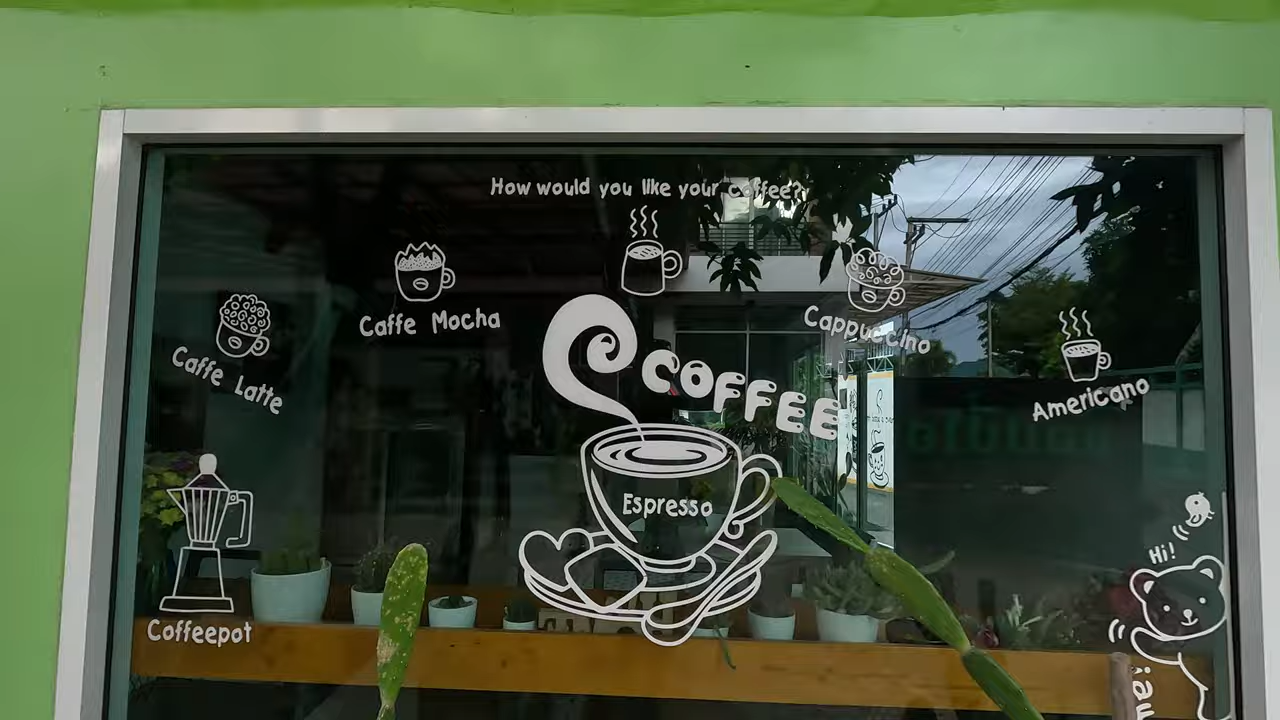 How would you like your coffee?
Caffe Mocha
Cappuccino
Caffe Latte
COFFEE
Americano
Espresso
Hi!
Coffeepot